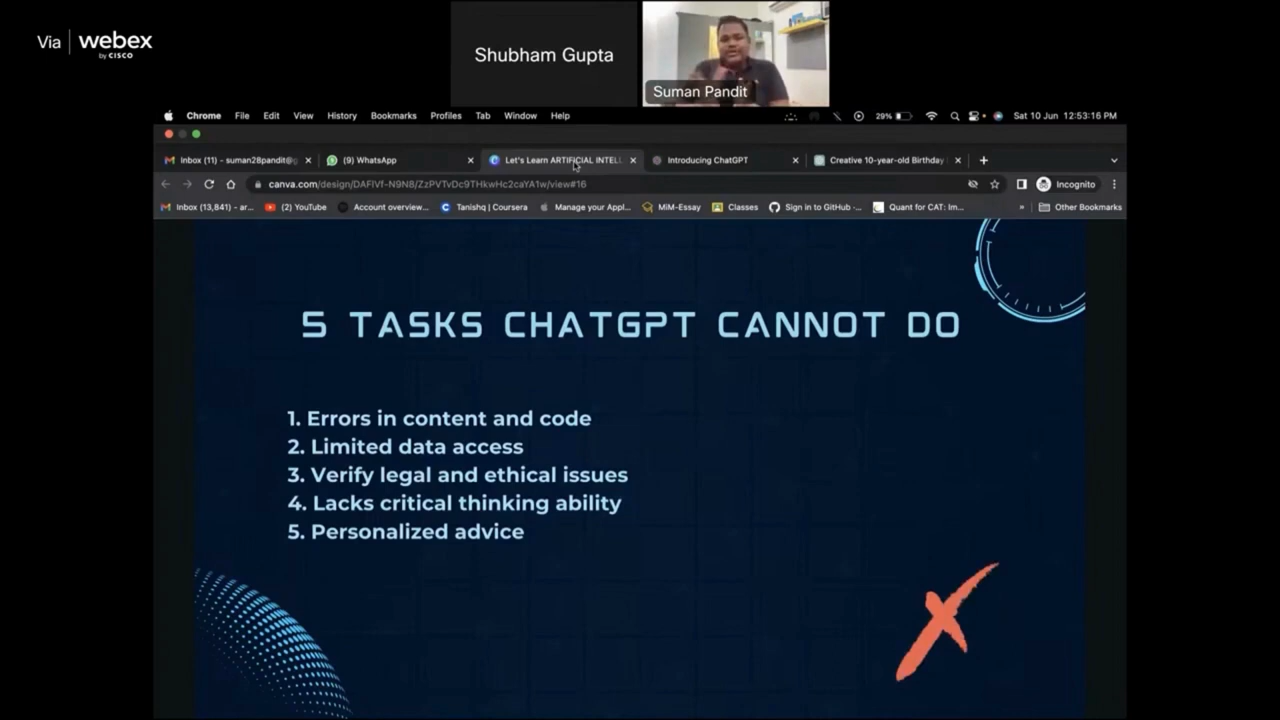 Via webex
by CISCO
Shubham Gupta
Suman Pandit
Chrome File Edit View History Bookmarks Profiles Tab Window Help 29% Sat 10 Jun 12:53:16 PM
Inbox (11) - suman28pandit@g (9) WhatsApp Let's Learn ARTIFICIAL INTELL Introducing ChatGPT Creative 10-year-old Birthday
canva.com/design/DAFlVf-N9N8/ZzPVTvDc9THkwHc2caYA1w/view#16 Incognito
Inbox (13,841) - ar... (2) YouTube Account overview... Tanishq | Coursera Manage your Appl... MiM-Essay Classes Sign in to GitHub ·... Quant for CAT: Im... » Other Bookmarks
5 TASKS CHATGPT CANNOT DO
1. Errors in content and code
2. Limited data access
3. Verify legal and ethical issues
4. Lacks critical thinking ability
5. Personalized advice